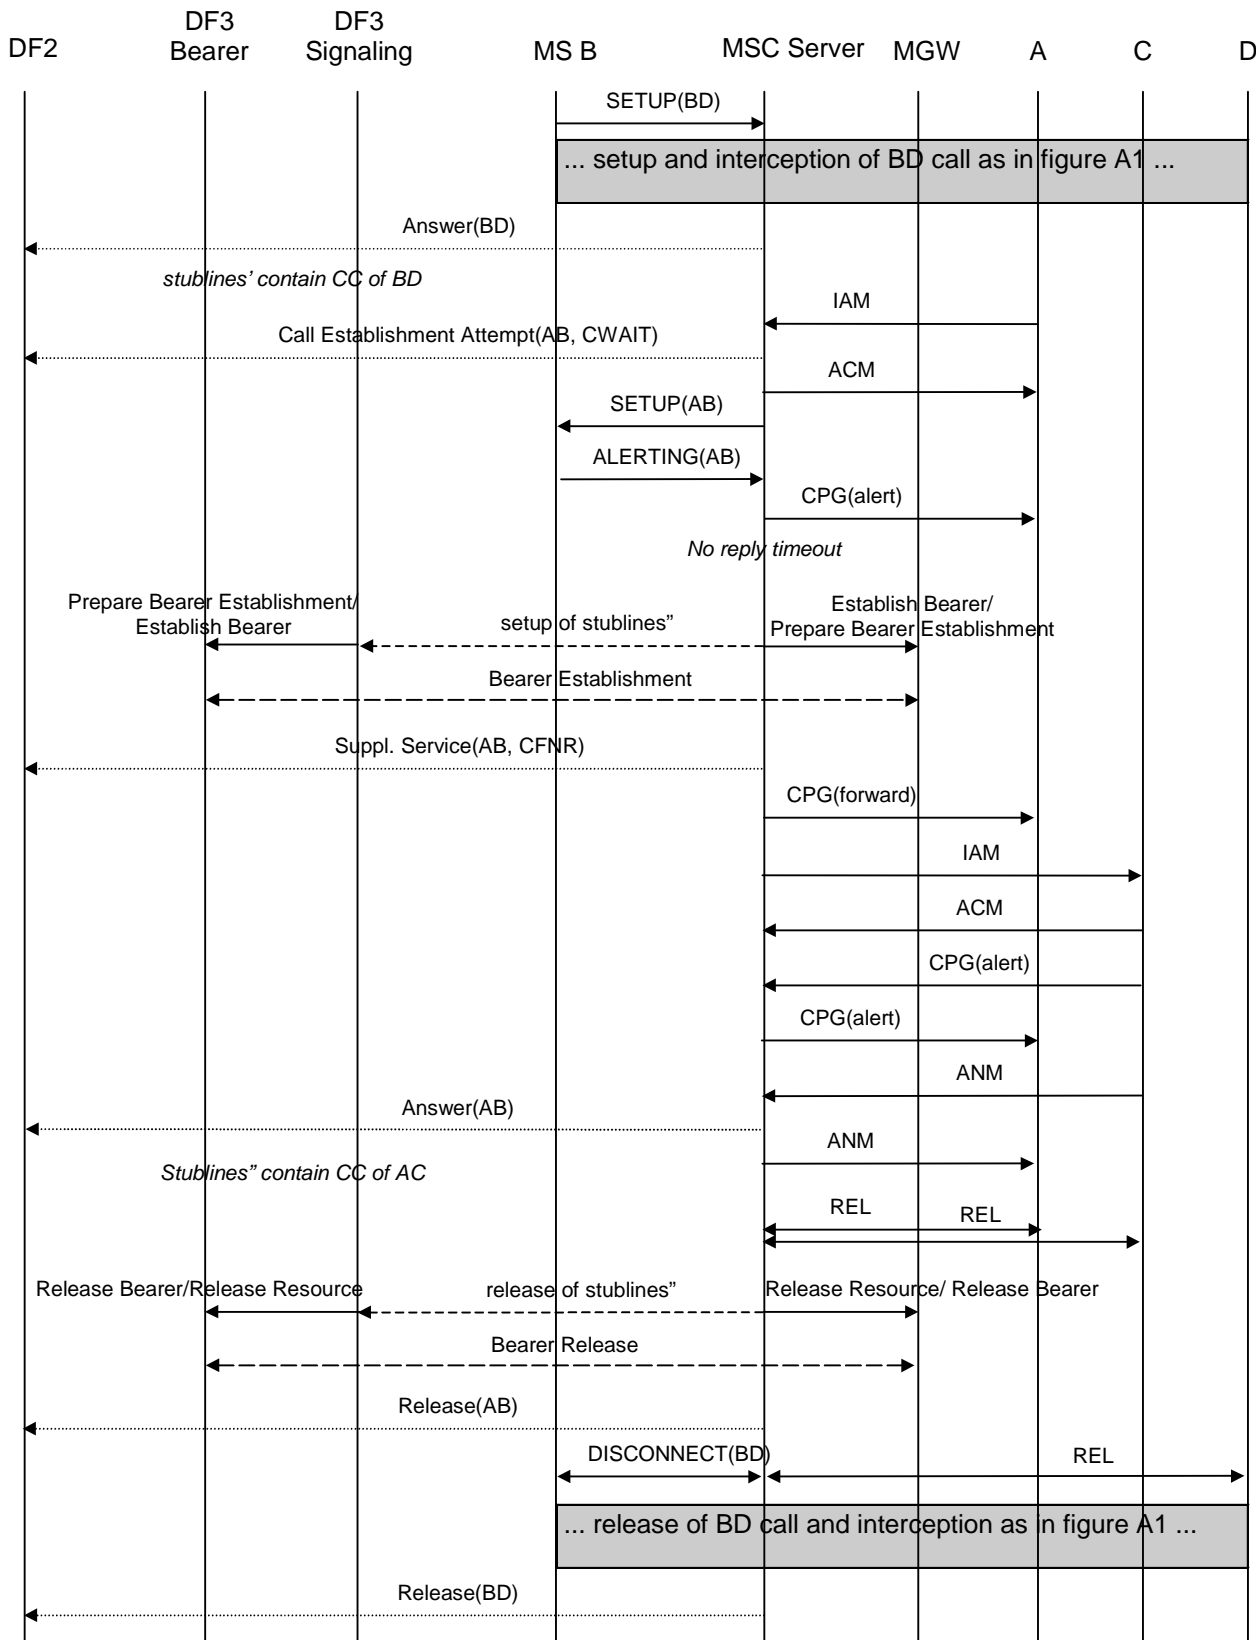 DF2
DF3
Bearer
DF3
Signaling
MS B
MSC Server
MGW
A
C
D
SETUP(BD)
... setup and interception of BD call as in figure A1 ...
Answer(BD)
stublines’ contain CC of BD
IAM
Call Establishment Attempt(AB, CWAIT)
ACM
SETUP(AB)
ALERTING(AB)
CPG(alert)
No reply timeout
Prepare Bearer Establishment/
Establish Bearer
setup of stublines”
Establish Bearer/
Prepare Bearer Establishment
Bearer Establishment
Suppl. Service(AB, CFNR)
CPG(forward)
IAM
ACM
CPG(alert)
CPG(alert)
ANM
Answer(AB)
ANM
Stublines” contain CC of AC
REL
REL
Release Bearer/Release Resource
release of stublines”
Release Resource/ Release Bearer
Bearer Release
Release(AB)
DISCONNECT(BD)
REL
... release of BD call and interception as in figure A1 ...
Release(BD)